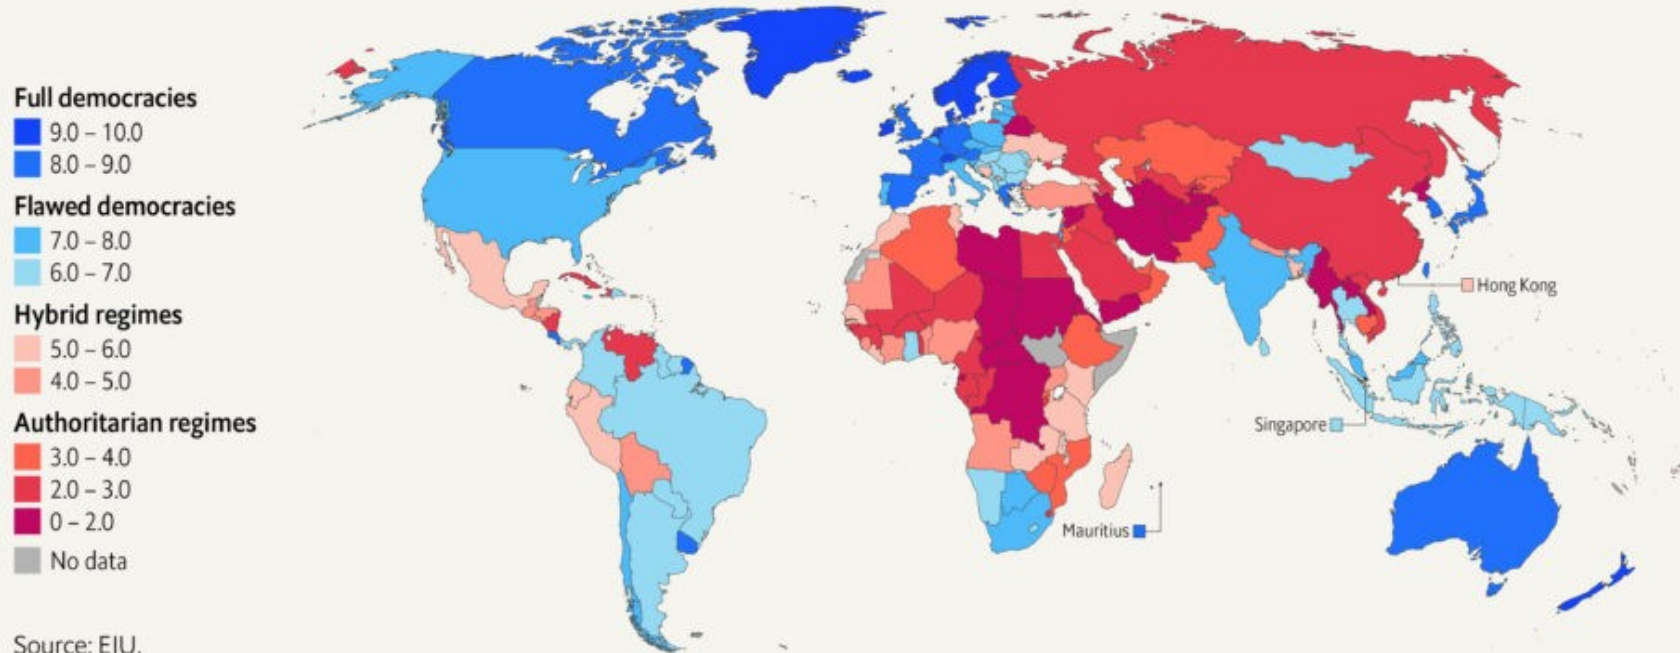 Full democracies
9.0 – 10.0
8.0 – 9.0
Flawed democracies
7.0 – 8.0
6.0 – 7.0
Hybrid regimes
5.0 – 6.0
4.0 – 5.0
Authoritarian regimes
3.0 – 4.0
2.0 – 3.0
0 – 2.0
No data
Source: EIU.
Hong Kong
Singapore
Mauritius